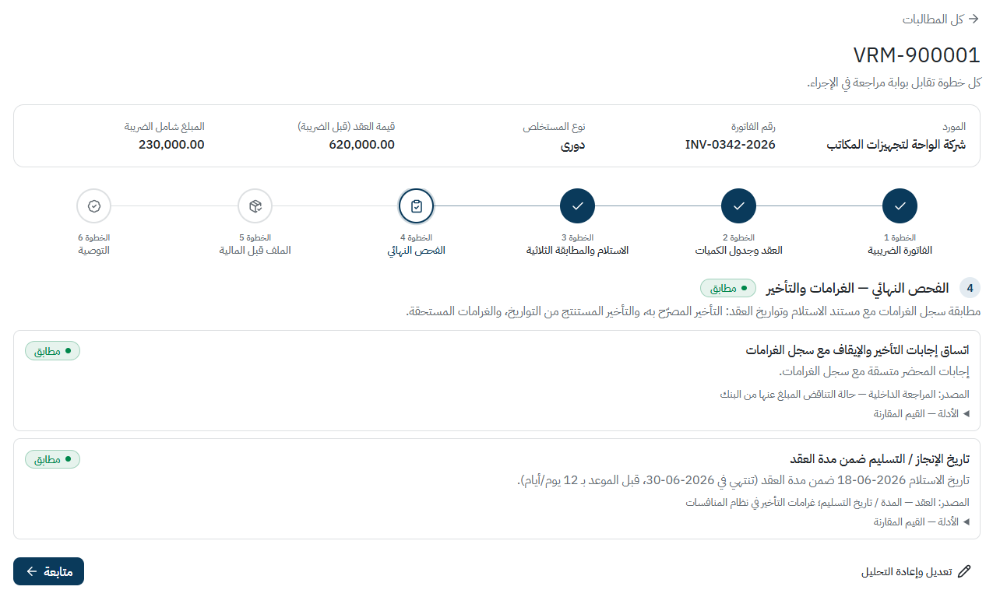 كل المطالبات
VRM-900001
كل خطوة تقابل بوابة مراجعة في الإجراء.
المورد
شركة الواحة لتجهيزات المكاتب
رقم الفاتورة
INV-0342-2026
نوع المستخلص
دوري
قيمة العقد (قبل الضريبة)
620,000.00
المبلغ شامل الضريبة
230,000.00
الخطوة 1
الفاتورة الضريبية
الخطوة 2
العقد وجدول الكميات
الخطوة 3
الاستلام والمطابقة الثلاثية
الخطوة 4
الفحص النهائي
الخطوة 5
الملف قبل المالية
الخطوة 6
التوصية
4 الفحص النهائي — الغرامات والتأخير مطابق
مطابقة سجل الغرامات مع مستند الاستلام وتواريخ العقد: التأخير المصرّح به، والتأخير المستنتج من التواريخ، والغرامات المستحقة.
اتساق إجابات التأخير والإيقاف مع سجل الغرامات
مطابق
إجابات المحضر متسقة مع سجل الغرامات.
المصدر: المراجعة الداخلية — حالة التناقض المبلغ عنها من البنك
الأدلة — القيم المقارنة
تاريخ الإنجاز / التسليم ضمن مدة العقد
مطابق
تاريخ الاستلام 2026-06-18 ضمن مدة العقد (تنتهي في 2026-06-30، قبل الموعد بـ 12 يوم/أيام).
المصدر: العقد — المدة / تاريخ التسليم؛ غرامات التأخير في نظام المنافسات
الأدلة — القيم المقارنة
تعديل وإعادة التحليل
متابعة